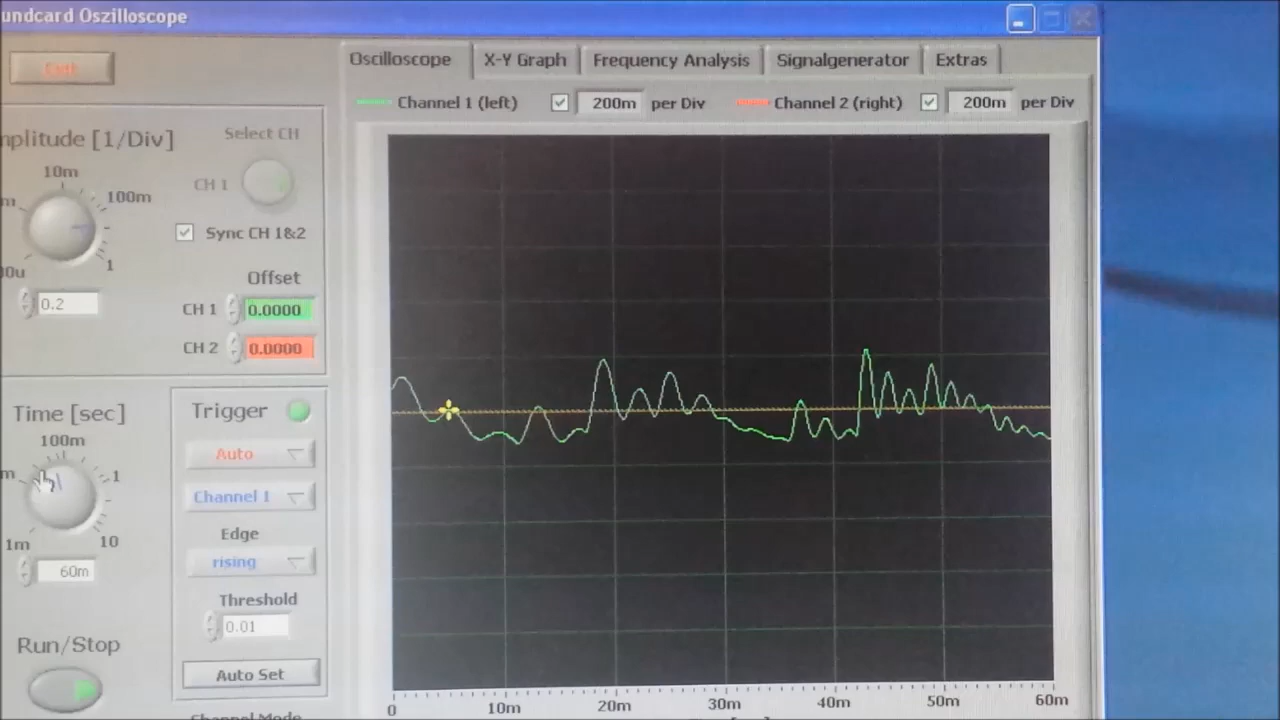 undcard Oszilloscope
Oscilloscope X-Y Graph Frequency Analysis Signalgenerator Extras
Channel 1 (left) 200m per Div Channel 2 (right) 200m per Div
mplitude [1/Div]
Select CH
10m
100m
CH 1
Sync CH 1&2
1
0u
0.2
Offset
CH 1 0.0000
CH 2 0.0000
Time [sec]
100m
1
1m
10
60m
Trigger
Auto
Channel 1
Edge
rising
Threshold
0.01
Auto Set
Run/Stop
Channel Mode
0 10m 20m 30m 40m 50m 60m